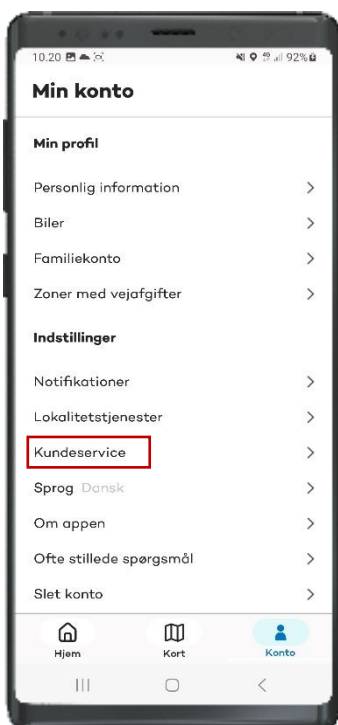 10.20 92%
Min konto
Min profil
Personlig information
Biler
Familiekonto
Zoner med vejafgifter
Indstillinger
Notifikationer
Lokalitetstjenester
Kundeservice
Sprog Dansk
Om appen
Ofte stillede spørgsmål
Slet konto
Hjem Kort Konto